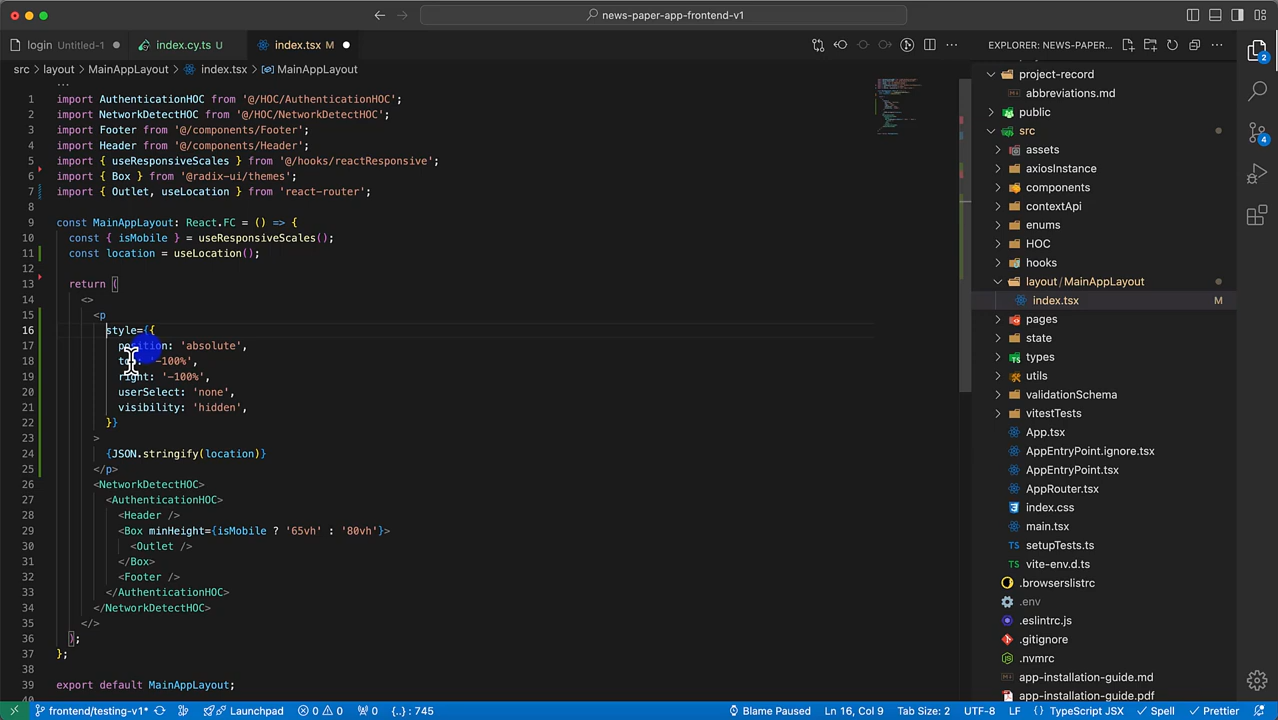 news-paper-app-frontend-v1
login Untitled-1
index.cy.ts U
index.tsx M
EXPLORER: NEWS-PAPER...
src > layout > MainAppLayout > index.tsx > MainAppLayout
...
1 import AuthenticationHOC from '@/HOC/AuthenticationHOC';
2 import NetworkDetectHOC from '@/HOC/NetworkDetectHOC';
3 import Footer from '@/components/Footer';
4 import Header from '@/components/Header';
5 import { useResponsiveScales } from '@/hooks/reactResponsive';
6 import { Box } from '@radix-ui/themes';
7 import { Outlet, useLocation } from 'react-router';
8
9 const MainAppLayout: React.FC = () => {
10 const { isMobile } = useResponsiveScales();
11 const location = useLocation();
12
13 return (
14 <>
15 <p
16 style={{
17 position: 'absolute',
18 top: '-100%',
19 right: '-100%',
20 userSelect: 'none',
21 visibility: 'hidden',
22 }}
23 >
24 {JSON.stringify(location)}
25 </p>
26 <NetworkDetectHOC>
27 <AuthenticationHOC>
28 <Header />
29 <Box minHeight={isMobile ? '65vh' : '80vh'}>
30 <Outlet />
31 </Box>
32 <Footer />
33 </AuthenticationHOC>
34 </NetworkDetectHOC>
35 </>
36 );
37 };
38
39 export default MainAppLayout;
40
project-record
abbreviations.md
public
src
assets
axiosInstance
components
contextApi
enums
HOC
hooks
layout/MainAppLayout
index.tsx M
pages
state
types
utils
validationSchema
vitestTests
App.tsx
AppEntryPoint.ignore.tsx
AppEntryPoint.tsx
AppRouter.tsx
index.css
main.tsx
setupTests.ts
vite-env.d.ts
.browserslistrc
.env
.eslintrc.js
.gitignore
.nvmrc
app-installation-guide.md
app-installation-guide.pdf
2
4
frontend/testing-v1* Launchpad 0 0 0 {..} : 745 Blame Paused Ln 16, Col 9 Tab Size: 2 UTF-8 LF TypeScript JSX Spell Prettier